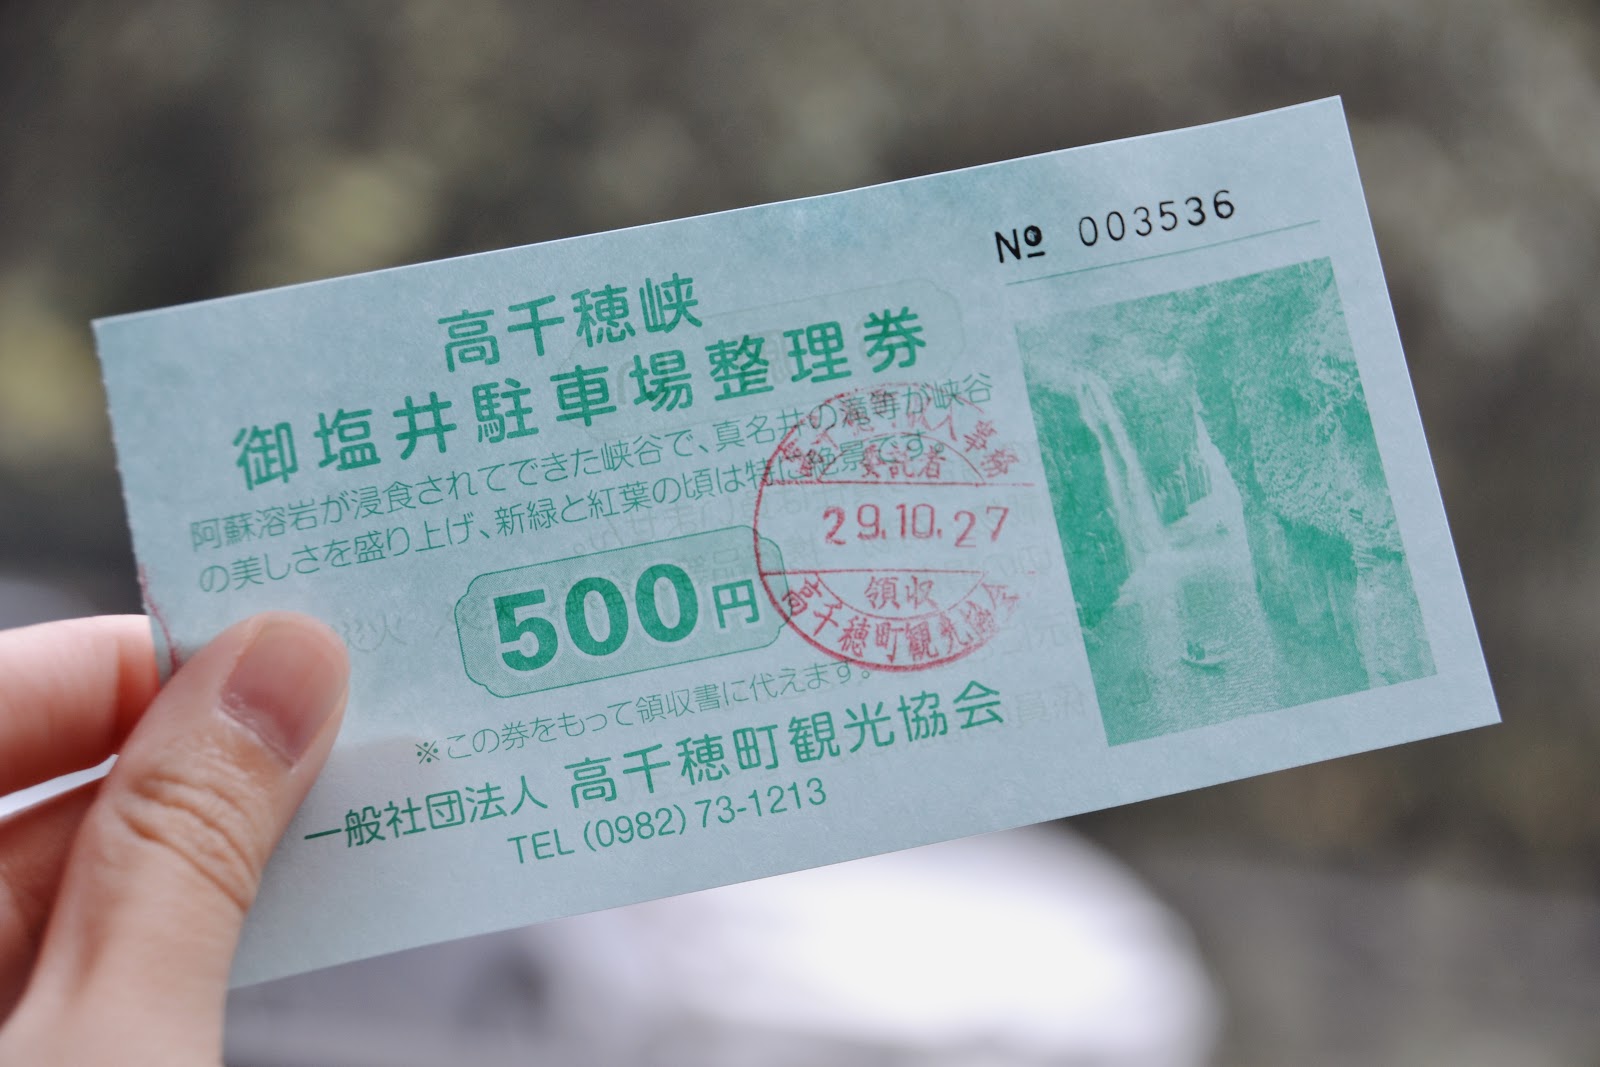 № 003536
高千穂峡
御塩井駐車場整理券
阿蘇溶岩が浸食されてできた峡谷で、真名井の滝等が峡谷
の美しさを盛り上げ、新緑と紅葉の頃は特に絶景です。
500円
委託者
29.10.27
領収
高千穂町観光協会
※この券をもって領収書に代えます。
一般社団法人 高千穂町観光協会
TEL (0982) 73-1213